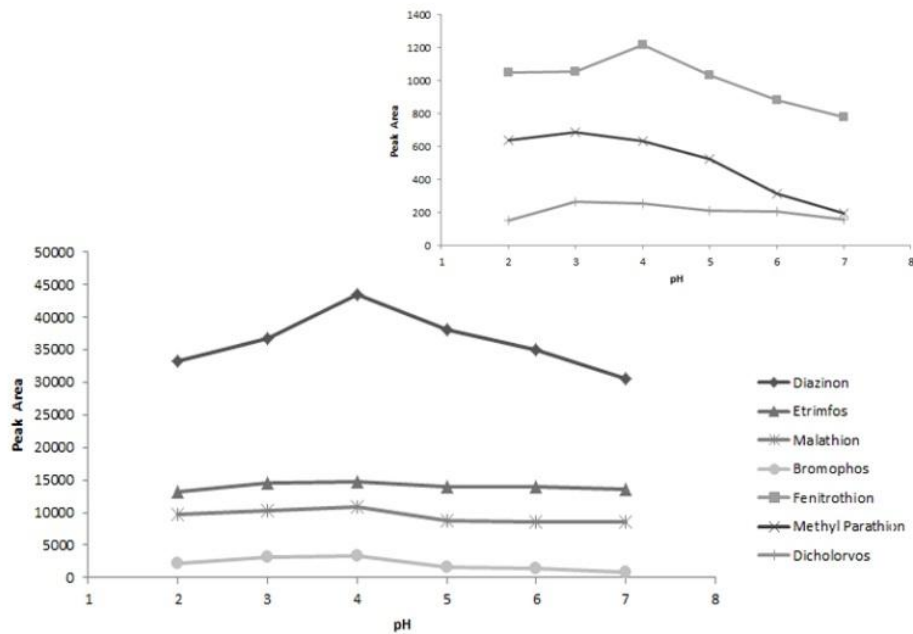 1400
1200
1000
800
600
400
200
0
Peak Area
1 2 3 4 5 6 7 8
pH
50000
45000
40000
35000
30000
25000
20000
15000
10000
5000
0
Peak Area
1 2 3 4 5 6 7 8
pH
Diazinon
Etrimfos
Malathion
Bromophos
Fenitrothion
Methyl Parathion
Dicholorvos